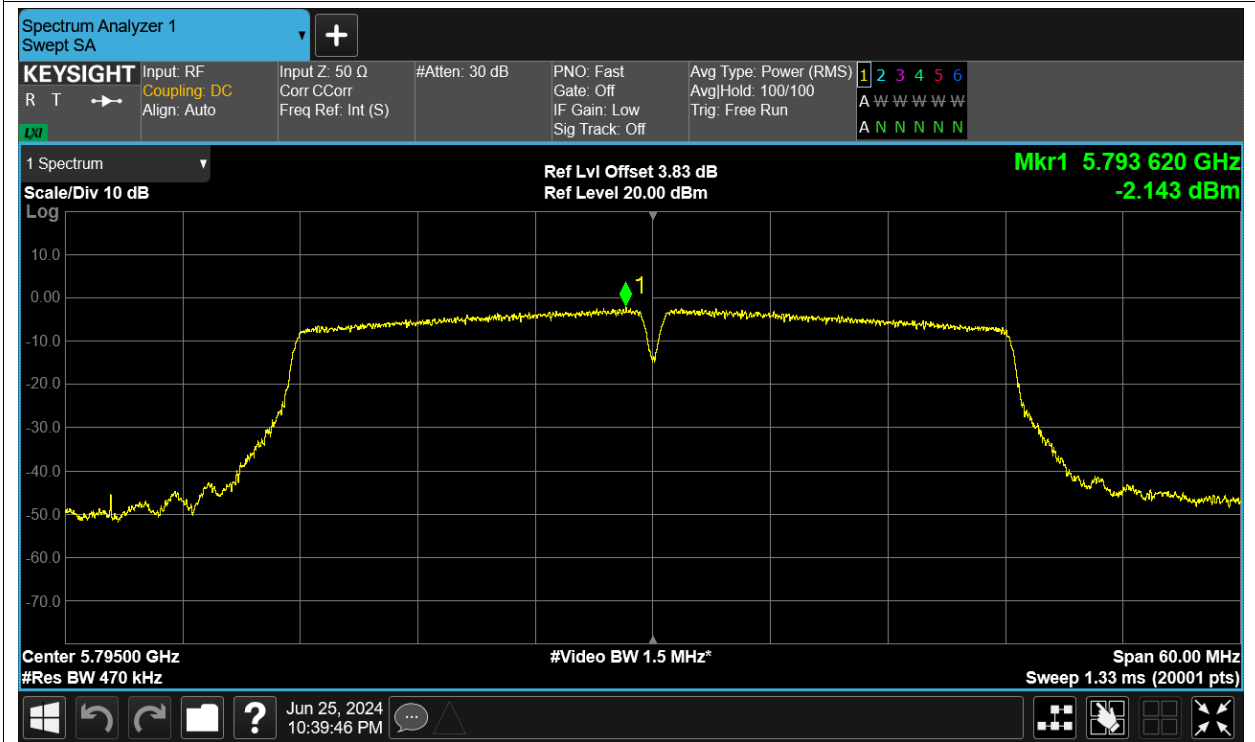 Spectrum Analyzer 1
Swept SA
KEYSIGHT
R T
LXI
Input: RF
Coupling: DC
Align: Auto
Input Z: 50 Ω
Corr CCorr
Freq Ref: Int (S)
#Atten: 30 dB
PNO: Fast
Gate: Off
IF Gain: Low
Sig Track: Off
Avg Type: Power (RMS)
Avg|Hold: 100/100
Trig: Free Run
1 2 3 4 5 6
A W W W W W
A N N N N N
1 Spectrum
Scale/Div 10 dB
Log
Ref Lvl Offset 3.83 dB
Ref Level 20.00 dBm
Mkr1 5.793 620 GHz
-2.143 dBm
10.0
0.00
-10.0
-20.0
-30.0
-40.0
-50.0
-60.0
-70.0
1
Center 5.79500 GHz
#Res BW 470 kHz
#Video BW 1.5 MHz*
Span 60.00 MHz
Sweep 1.33 ms (20001 pts)
?
Jun 25, 2024
10:39:46 PM